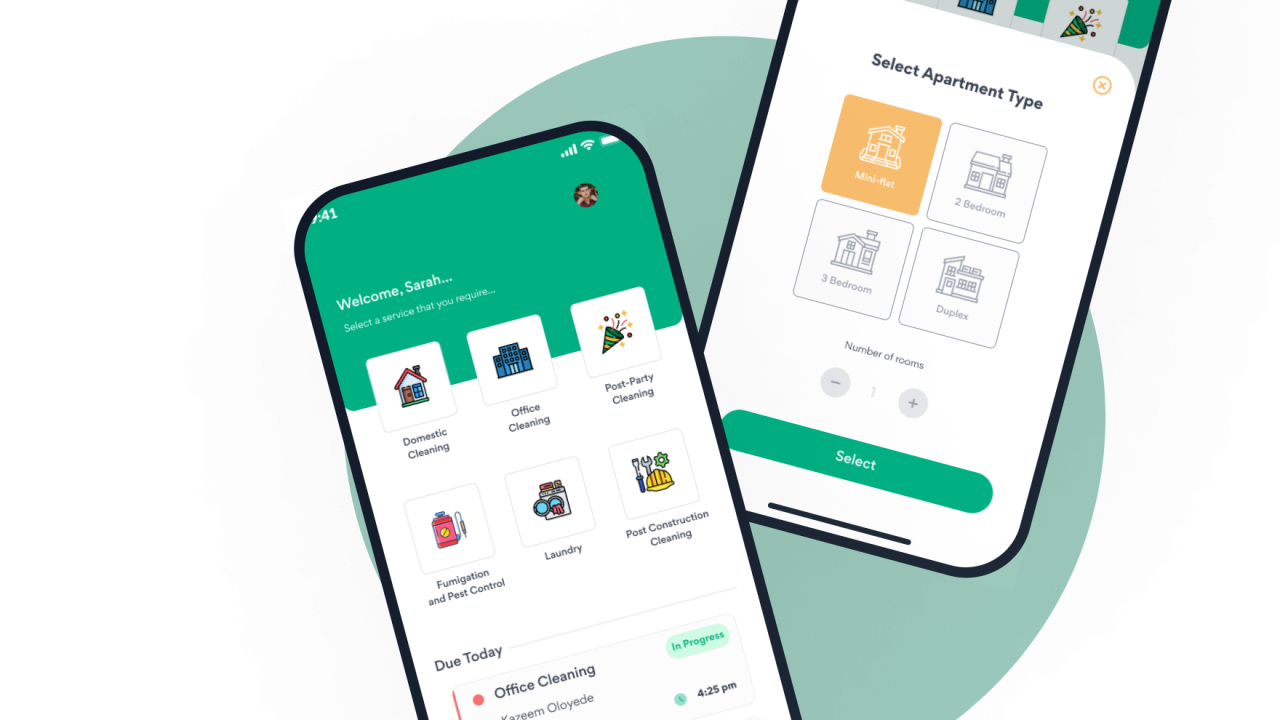 9:41
Welcome, Sarah...
Select a service that you require...
Domestic
Cleaning
Office
Cleaning
Post-Party
Cleaning
Fumigation
and Pest Control
Laundry
Post Construction
Cleaning
Due Today
In Progress
Office Cleaning
Kazeem Oloyede
4:25 pm
Select Apartment Type
Mini-flat
2 Bedroom
3 Bedroom
Duplex
Number of rooms
− 1 +
Select